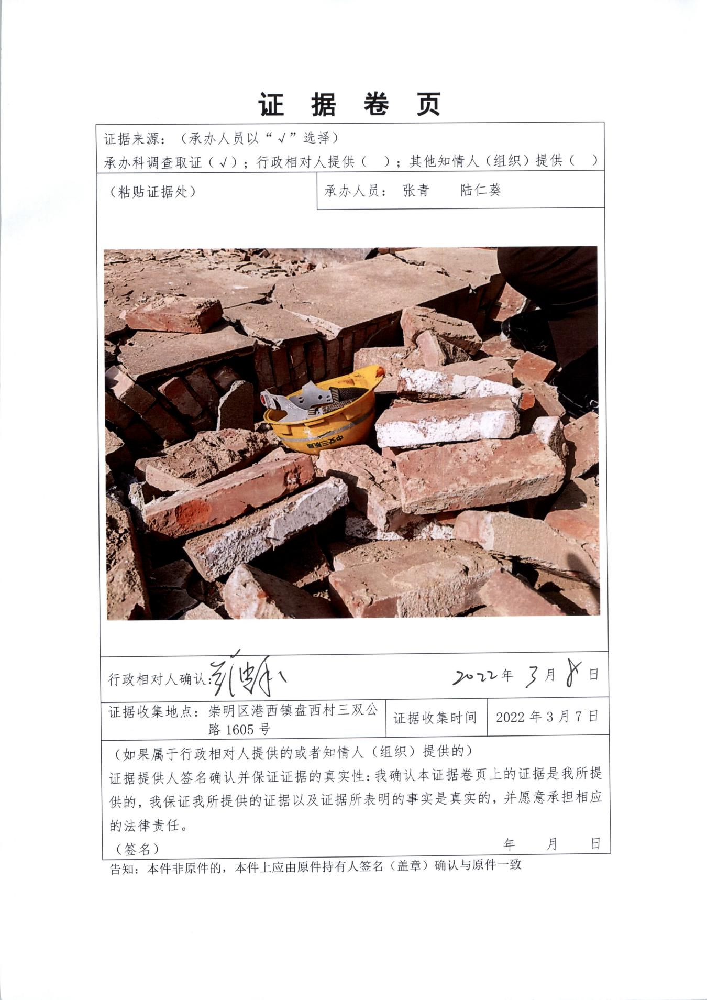 证据卷页
证据来源：（承办人员以“√”选择）
承办科调查取证（√）；行政相对人提供（ ）；其他知情人（组织）提供（ ）
（粘贴证据处）
承办人员： 张青 陆仁葵
中交三航局
行政相对人确认：
2022年 3月 8日
证据收集地点：崇明区港西镇盘西村三双公
路1605号
证据收集时间
2022年3月7日
（如果属于行政相对人提供的或者知情人（组织）提供的）
证据提供人签名确认并保证证据的真实性：我确认本证据卷页上的证据是我所提
供的，我保证我所提供的证据以及证据所表明的事实是真实的，并愿意承担相应
的法律责任。
（签名）
年 月 日
告知：本件非原件的，本件上应由原件持有人签名（盖章）确认与原件一致